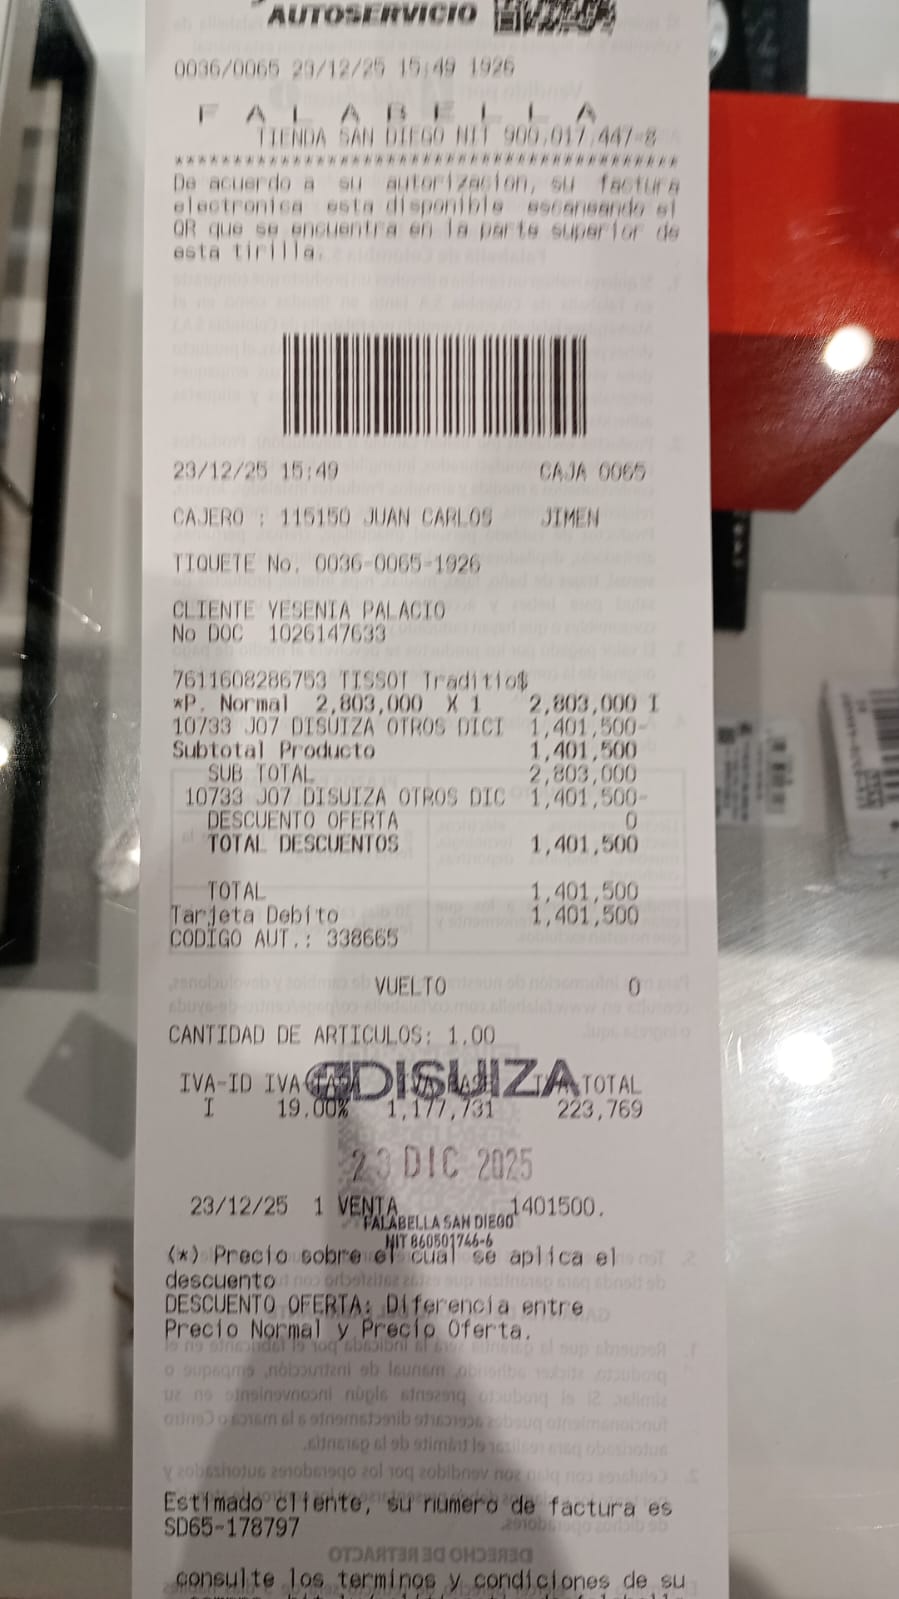 AUTOSERVICIO
0036/0065 23/12/25 15:49 1926
F A L A B E L L A
TIENDA SAN DIEGO NIT 900.017.447-8
******************************************
De acuerdo a su autorizacion, su factura
electronica esta disponible escaneando el
QR que se encuentra en la parte superior de
esta tirilla.
23/12/25 15:49 CAJA 0065
CAJERO : 115150 JUAN CARLOS JIMEN
TIQUETE No. 0036-0065-1926
CLIENTE YESENIA PALACIO
No DOC 1026147633
7611608286753 TISSOT Traditio$
*P. Normal 2,803,000 X 1 2,803,000 I
10733 J07 DISUIZA OTROS DICI 1,401,500-
Subtotal Producto 1,401,500
SUB TOTAL 2,803,000
10733 J07 DISUIZA OTROS DIC 1,401,500-
DESCUENTO OFERTA 0
TOTAL DESCUENTOS 1,401,500
TOTAL 1,401,500
Tarjeta Debito 1,401,500
CODIGO AUT.: 338665
VUELTO 0
CANTIDAD DE ARTICULOS: 1.00
DISUIZA
IVA-ID IVA TASA IVA BASE IVA TOTAL
I 19.00% 1,177,731 223,769
23 DIC 2025
23/12/25 1 VENTA 1401500.
FALABELLA SAN DIEGO
NIT 860501746-6
(*) Precio sobre el cual se aplica el
descuento
DESCUENTO OFERTA: Diferencia entre
Precio Normal y Precio Oferta.
Estimado cliente, su numero de factura es
SD65-178797
consulte los terminos y condiciones de su